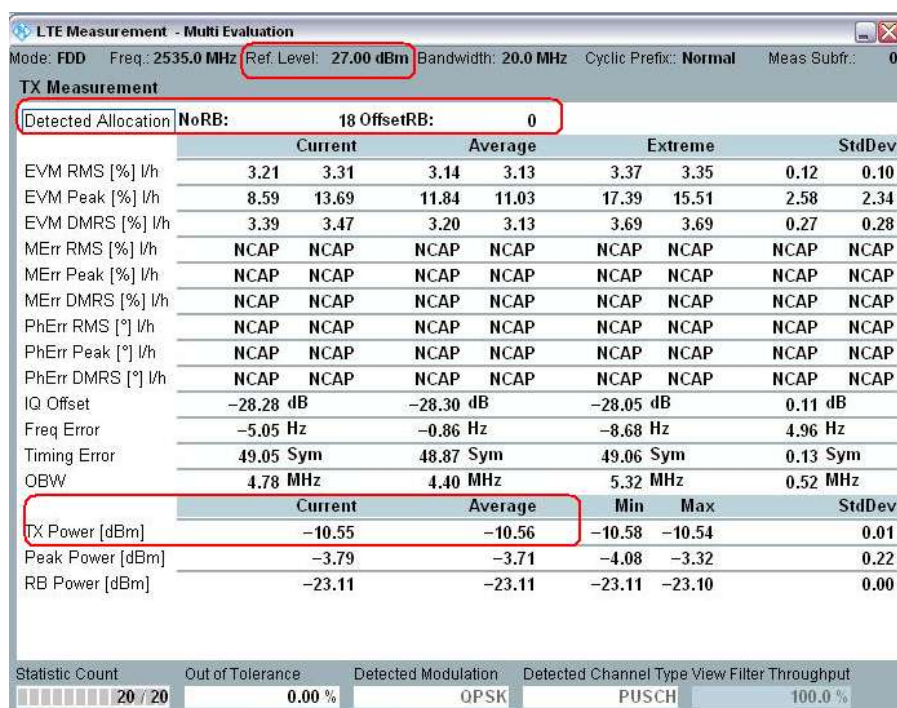 LTE Measurement - Multi Evaluation
Mode: FDD Freq.: 2535.0 MHz Ref. Level: 27.00 dBm Bandwidth: 20.0 MHz Cyclic Prefix.: Normal Meas Subfr.: 0
TX Measurement
Detected Allocation NoRB: 18 OffsetRB: 0
Current Average Extreme StdDev
EVM RMS [%] l/h 3.21 3.31 3.14 3.13 3.37 3.35 0.12 0.10
EVM Peak [%] l/h 8.59 13.69 11.84 11.03 17.39 15.51 2.58 2.34
EVM DMRS [%] l/h 3.39 3.47 3.20 3.13 3.69 3.69 0.27 0.28
MErr RMS [%] l/h NCAP NCAP NCAP NCAP NCAP NCAP NCAP NCAP
MErr Peak [%] l/h NCAP NCAP NCAP NCAP NCAP NCAP NCAP NCAP
MErr DMRS [%] l/h NCAP NCAP NCAP NCAP NCAP NCAP NCAP NCAP
PhErr RMS [°] l/h NCAP NCAP NCAP NCAP NCAP NCAP NCAP NCAP
PhErr Peak [°] l/h NCAP NCAP NCAP NCAP NCAP NCAP NCAP NCAP
PhErr DMRS [°] l/h NCAP NCAP NCAP NCAP NCAP NCAP NCAP NCAP
IQ Offset −28.28 dB −28.30 dB −28.05 dB 0.11 dB
Freq Error −5.05 Hz −0.86 Hz −8.68 Hz 4.96 Hz
Timing Error 49.05 Sym 48.87 Sym 49.06 Sym 0.13 Sym
OBW 4.78 MHz 4.40 MHz 5.32 MHz 0.52 MHz
Current Average Min Max StdDev
TX Power [dBm] −10.55 −10.56 −10.58 −10.54 0.01
Peak Power [dBm] −3.79 −3.71 −4.08 −3.32 0.22
RB Power [dBm] −23.11 −23.11 −23.11 −23.10 0.00
Statistic Count Out of Tolerance Detected Modulation Detected Channel Type View Filter Throughput
20 / 20 0.00 % QPSK PUSCH 100.0 %